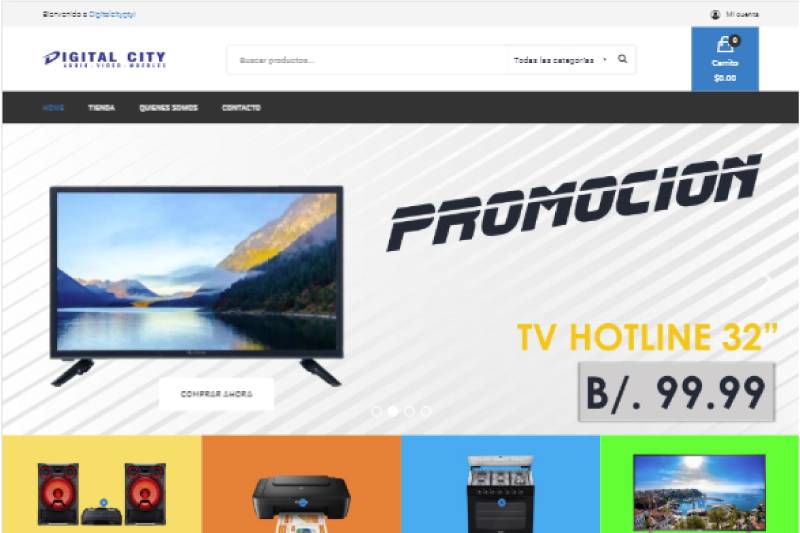 Bienvenido a Digitalcitypty!
Mi cuenta
DIGITAL CITY
AUDIO - VIDEO - MUEBLES
Buscar productos...
Todas las categorías
0
Carrito
$0.00
HOME
TIENDA
QUIENES SOMOS
CONTACTO
PROMOCION
TV HOTLINE 32”
B/. 99.99
COMPRAR AHORA